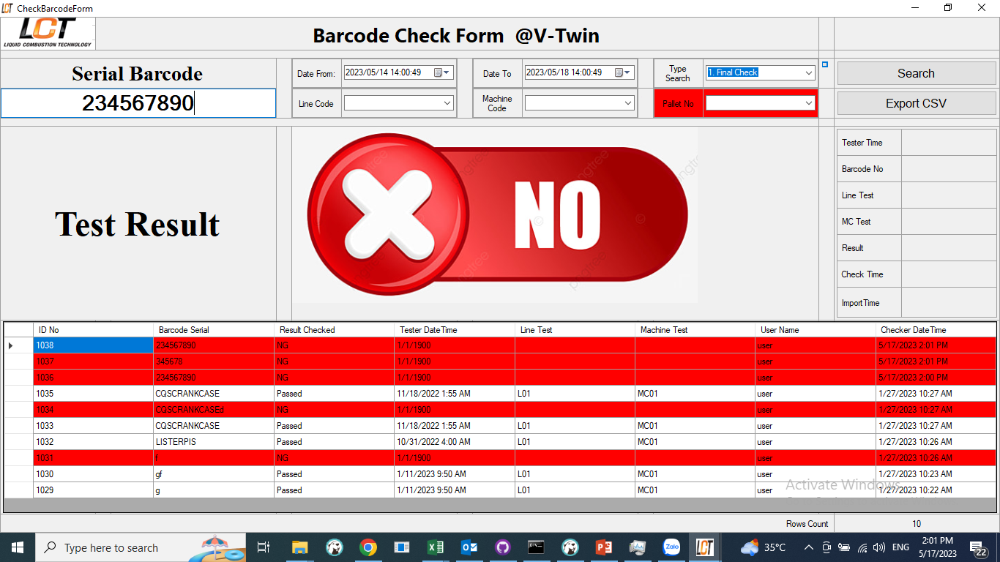 LCT CheckBarcodeForm
LCT
LIQUID COMBUSTION TECHNOLOGY
Barcode Check Form @V-Twin
Serial Barcode
234567890
Date From: 2023/05/14 14:00:49
Date To 2023/05/18 14:00:49
Type Search 1. Final Check
Search
Line Code
Machine Code
Pallet No
Export CSV
Test Result
NO
Tester Time
Barcode No
Line Test
MC Test
Result
Check Time
ImportTime
ID No Barcode Serial Result Checked Tester DateTime Line Test Machine Test User Name Checker DateTime
1038 234567890 NG 1/1/1900 user 5/17/2023 2:01 PM
1037 345678 NG 1/1/1900 user 5/17/2023 2:01 PM
1036 234567890 NG 1/1/1900 user 5/17/2023 2:00 PM
1035 CQSCRANKCASE Passed 11/18/2022 1:55 AM L01 MC01 user 1/27/2023 10:27 AM
1034 CQSCRANKCASEd NG 1/1/1900 user 1/27/2023 10:27 AM
1033 CQSCRANKCASE Passed 11/18/2022 1:55 AM L01 MC01 user 1/27/2023 10:27 AM
1032 LISTERPIS Passed 10/31/2022 4:00 AM L01 MC01 user 1/27/2023 10:26 AM
1031 f NG 1/1/1900 user 1/27/2023 10:26 AM
1030 gf Passed 1/11/2023 9:50 AM L01 MC01 user 1/27/2023 10:23 AM
1029 g Passed 1/11/2023 9:50 AM L01 MC01 user 1/27/2023 10:22 AM
Activate Windows
Rows Count 10
Type here to search
Zalo
LCT
35°C
ENG
2:01 PM
5/17/2023
22